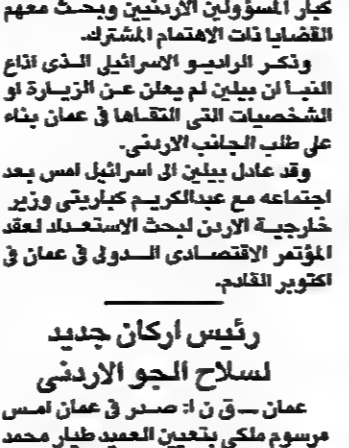 كبار المسؤولين الاردنيين وبحث معهم
القضايا ذات الاهتمام المشترك.
وذكر الراديو الاسرائيلى الذى اذاع
النبأ ان بيلين لم يعلن عن الزيارة او
الشخصيات التى التقاها فى عمان بناء
على طلب الجانب الاردنى.
وقد عادل بيلين الى اسرائيل امس بعد
اجتماعه مع عبدالكريم كباريتى وزير
خارجية الاردن لبحث الاستعداد لعقد
المؤتمر الاقتصادى الدولى فى عمان فى
اكتوبر القادم.
رئيس اركان جديد
لسلاح الجو الاردنى
عمان ـ ق ن ا: صدر فى عمان امس
مرسوم ملكى بتعيين العميد طيار محمد